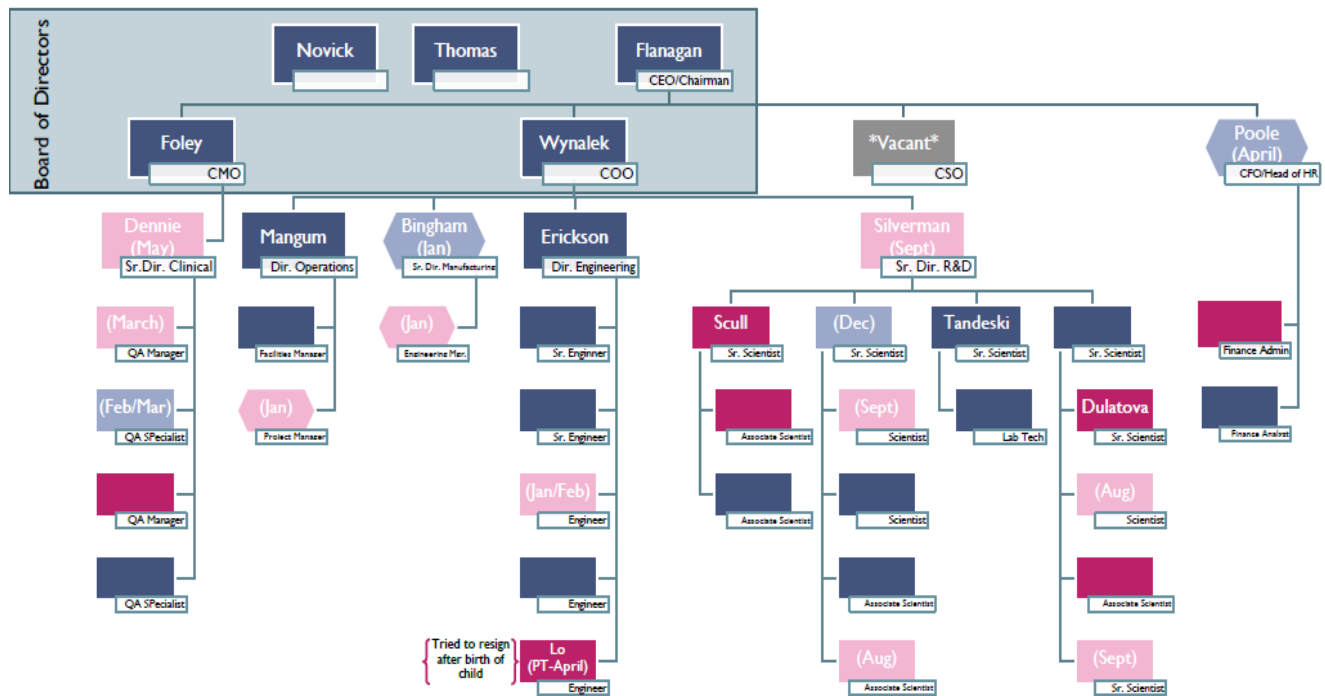 Board of Directors
Novick
Thomas
Flanagan
CEO/Chairman
Foley
CMO
Wynalek
COO
*Vacant*
CSO
Poole
(April)
CFO/Head of HR
Dennie
(May)
Sr.Dir. Clinical
Mangum
Dir. Operations
Bingham
(Jan)
Sr. Dir. Manufacturing
Erickson
Dir. Engineering
Silverman
(Sept)
Sr. Dir. R&D
(March)
QA Manager
Facilities Manager
(Jan)
Engineering Mgr.
Sr. Enginner
Scull
Sr. Scientist
(Dec)
Sr. Scientist
Tandeski
Sr. Scientist
Sr. Scientist
Finance Admin
(Feb/Mar)
QA SPecialist
(Jan)
Project Manager
Sr. Engineer
Associate Scientist
(Sept)
Scientist
Lab Tech
Dulatova
Sr. Scientist
Finance Analyst
QA Manager
(Jan/Feb)
Engineer
Associate Scientist
Scientist
(Aug)
Scientist
QA SPecialist
Engineer
Associate Scientist
Associate Scientist
Tried to resign
after birth of
child
Lo
(PT-April)
Engineer
(Aug)
Associate Scientist
(Sept)
Sr. Scientist